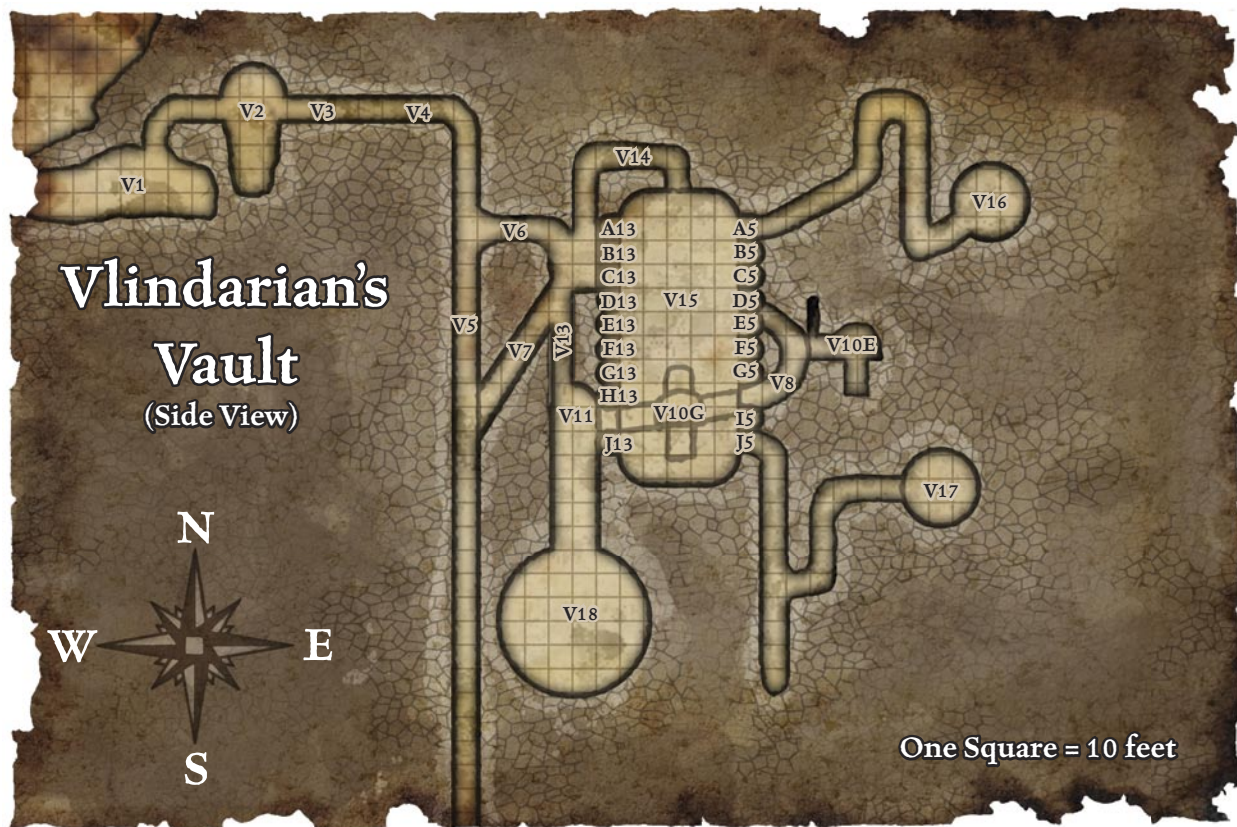 V1
V2
V3
V4
V14
V16
V6
A13
B13
C13
D13
E13
F13
G13
H13
J13
V15
A5
B5
C5
D5
E5
F5
G5
I5
J5
V10E
V8
V5
V7
V13
V11
V10G
V17
V18
Vlindarian's
Vault
(Side View)
N
W
E
S
One Square = 10 feet